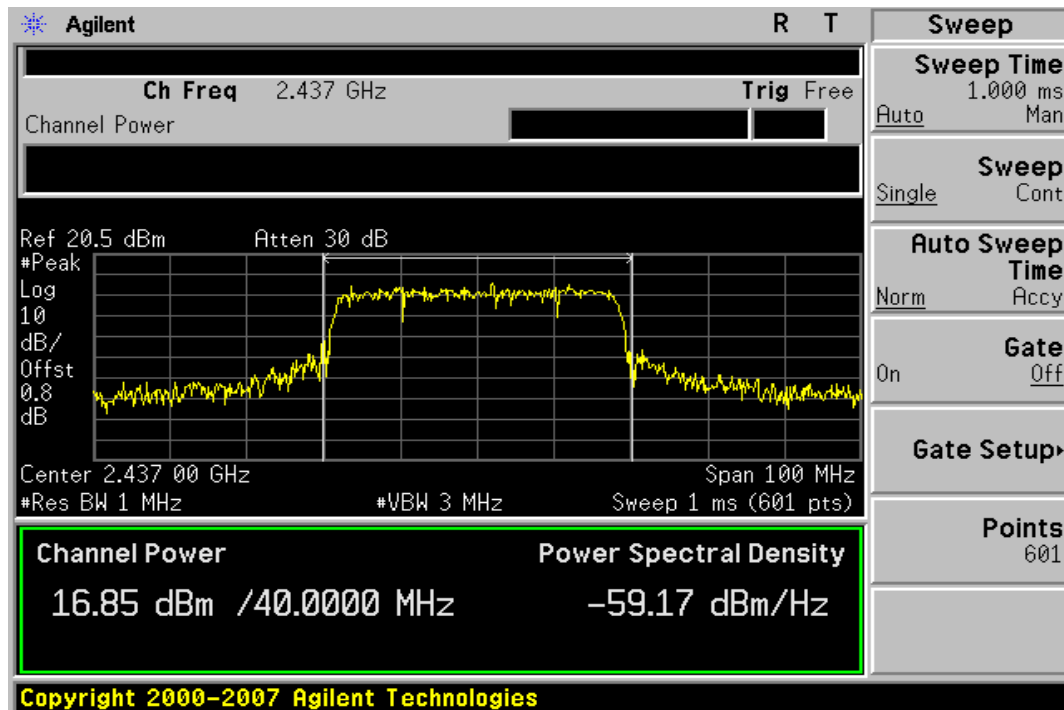 Agilent R T
Ch Freq 2.437 GHz Trig Free
Channel Power
Ref 20.5 dBm Atten 30 dB
#Peak
Log
10
dB/
Offst
0.8
dB
Center 2.437 00 GHz Span 100 MHz
#Res BW 1 MHz #VBW 3 MHz Sweep 1 ms (601 pts)
Channel Power Power Spectral Density
16.85 dBm /40.0000 MHz -59.17 dBm/Hz
Copyright 2000-2007 Agilent Technologies
Sweep
Sweep Time
1.000 ms
Auto Man
Sweep
Single Cont
Auto Sweep
Time
Norm Accy
Gate
On Off
Gate Setup▸
Points
601